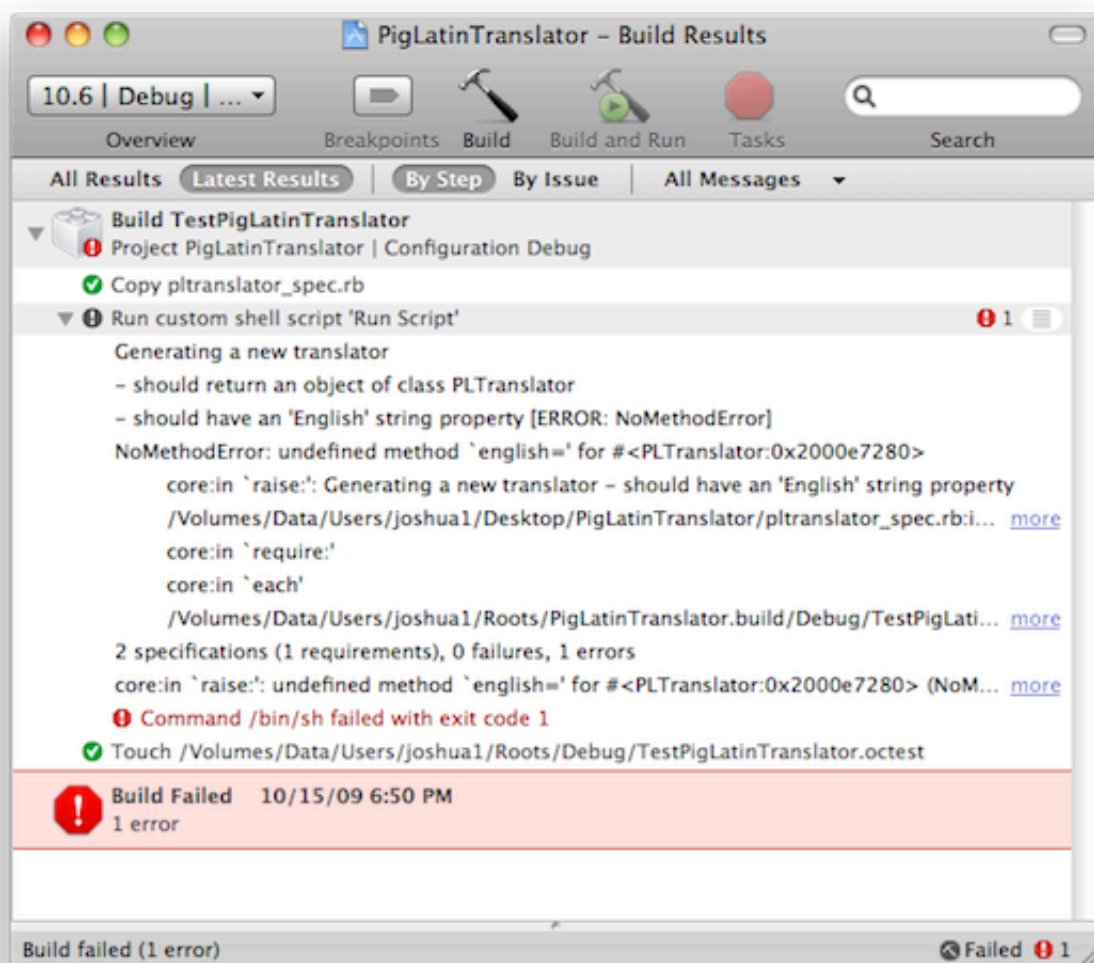 PigLatinTranslator – Build Results
10.6 | Debug | ...
Overview
Breakpoints
Build
Build and Run
Tasks
Search
All Results
Latest Results
By Step
By Issue
All Messages
Build TestPigLatinTranslator
Project PigLatinTranslator | Configuration Debug
Copy pltranslator_spec.rb
Run custom shell script 'Run Script' 1
Generating a new translator
– should return an object of class PLTranslator
– should have an 'English' string property [ERROR: NoMethodError]
NoMethodError: undefined method `english=' for #<PLTranslator:0x2000e7280>
core:in `raise:': Generating a new translator – should have an 'English' string property
/Volumes/Data/Users/joshua1/Desktop/PigLatinTranslator/pltranslator_spec.rb:i... more
core:in `require:'
core:in `each'
/Volumes/Data/Users/joshua1/Roots/PigLatinTranslator.build/Debug/TestPigLati... more
2 specifications (1 requirements), 0 failures, 1 errors
core:in `raise:': undefined method `english=' for #<PLTranslator:0x2000e7280> (NoM... more
Command /bin/sh failed with exit code 1
Touch /Volumes/Data/Users/joshua1/Roots/Debug/TestPigLatinTranslator.octest
Build Failed 10/15/09 6:50 PM
1 error
Build failed (1 error)
Failed 1